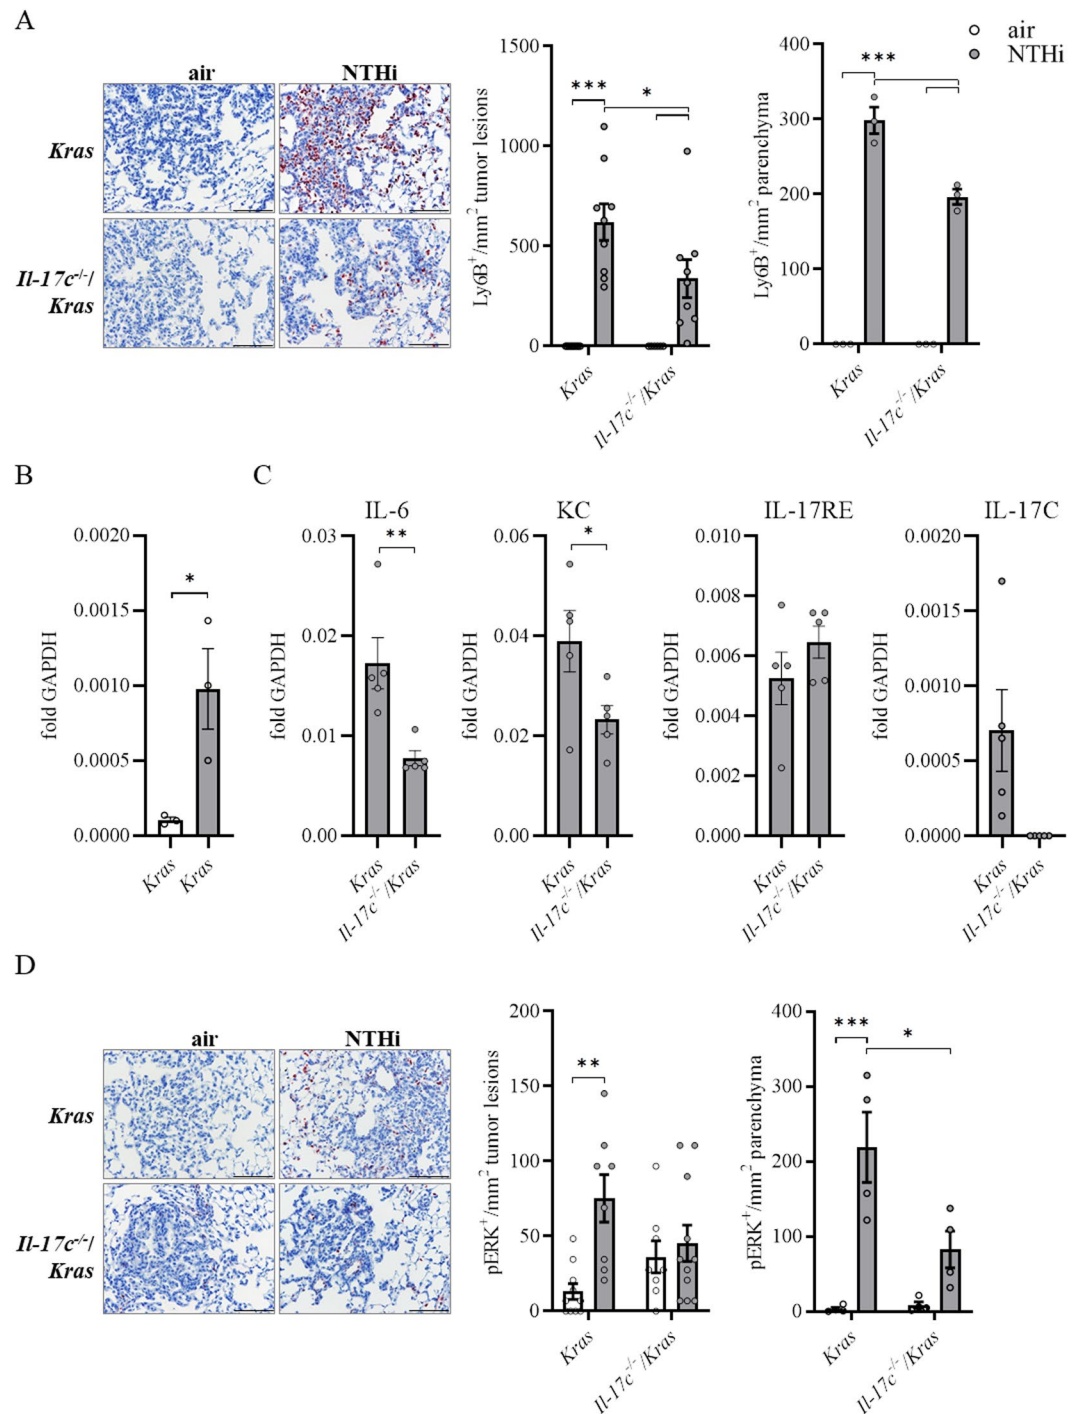 A
air
NTHi
Kras
Il-17c-/-/
Kras
Ly6B+/mm2 tumor lesions
1500
1000
500
0
***
*
Kras
Il-17c-/-/Kras
Ly6B+/mm2 parenchyma
400
300
200
100
0
***
Kras
Il-17c-/-/Kras
air
NTHi
B
fold GAPDH
0.0020
0.0015
0.0010
0.0005
0.0000
*
Kras
Kras
C
IL-6
fold GAPDH
0.03
0.02
0.01
0.00
**
Kras
Il-17c-/-/Kras
KC
fold GAPDH
0.06
0.04
0.02
0.00
*
Kras
Il-17c-/-/Kras
IL-17RE
fold GAPDH
0.010
0.008
0.006
0.004
0.002
0.000
Kras
Il-17c-/-/Kras
IL-17C
fold GAPDH
0.0020
0.0015
0.0010
0.0005
0.0000
Kras
Il-17c-/-/Kras
D
air
NTHi
Kras
Il-17c-/-/
Kras
pERK+/mm2 tumor lesions
200
150
100
50
0
**
Kras
Il-17c-/-/Kras
pERK+/mm2 parenchyma
400
300
200
100
0
***
*
Kras
Il-17c-/-/Kras